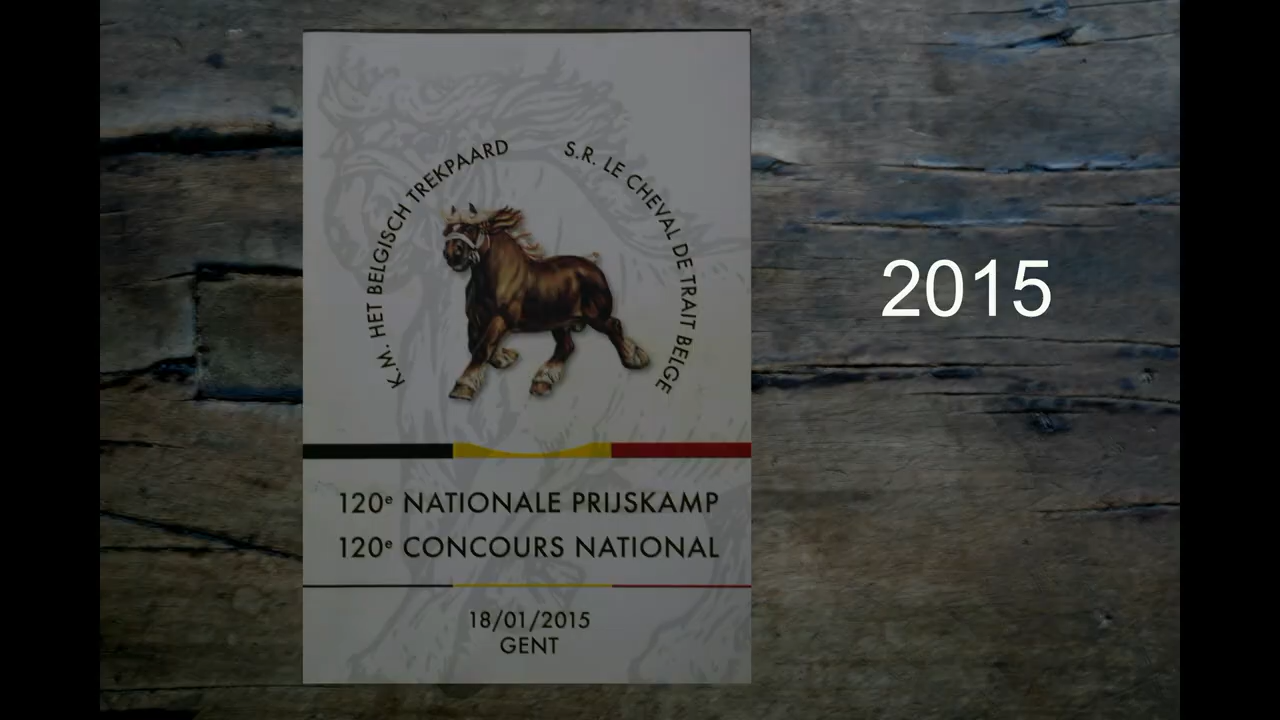 K.M. HET BELGISCH TREKPAARD
S.R. LE CHEVAL DE TRAIT BELGE
120e NATIONALE PRIJSKAMP
120e CONCOURS NATIONAL
18/01/2015
GENT
2015